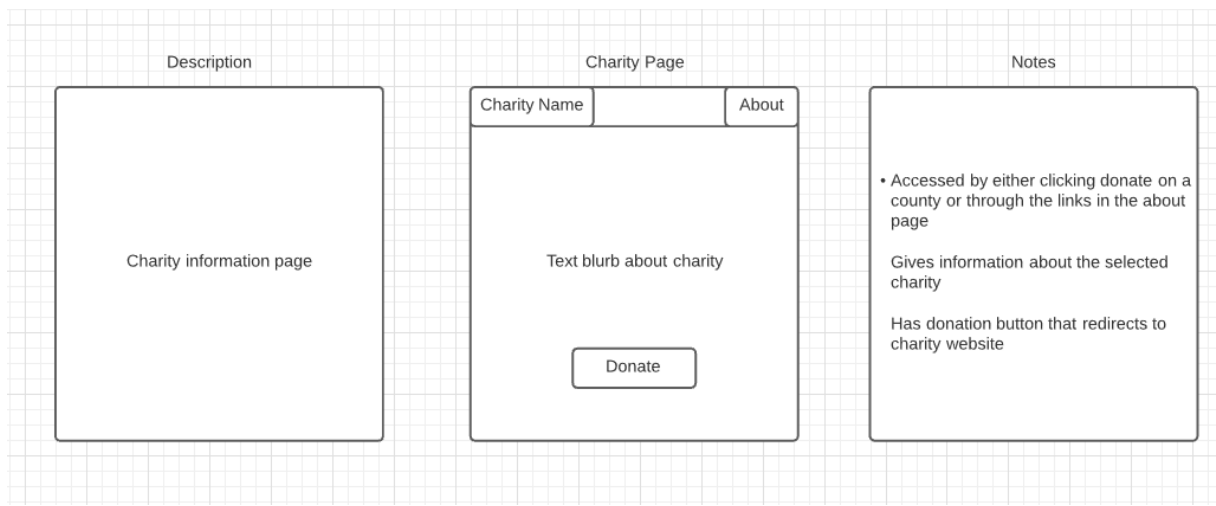 Description
Charity information page
Charity Page
Charity Name
About
Text blurb about charity
Donate
Notes
• Accessed by either clicking donate on a
county or through the links in the about
page
Gives information about the selected
charity
Has donation button that redirects to
charity website